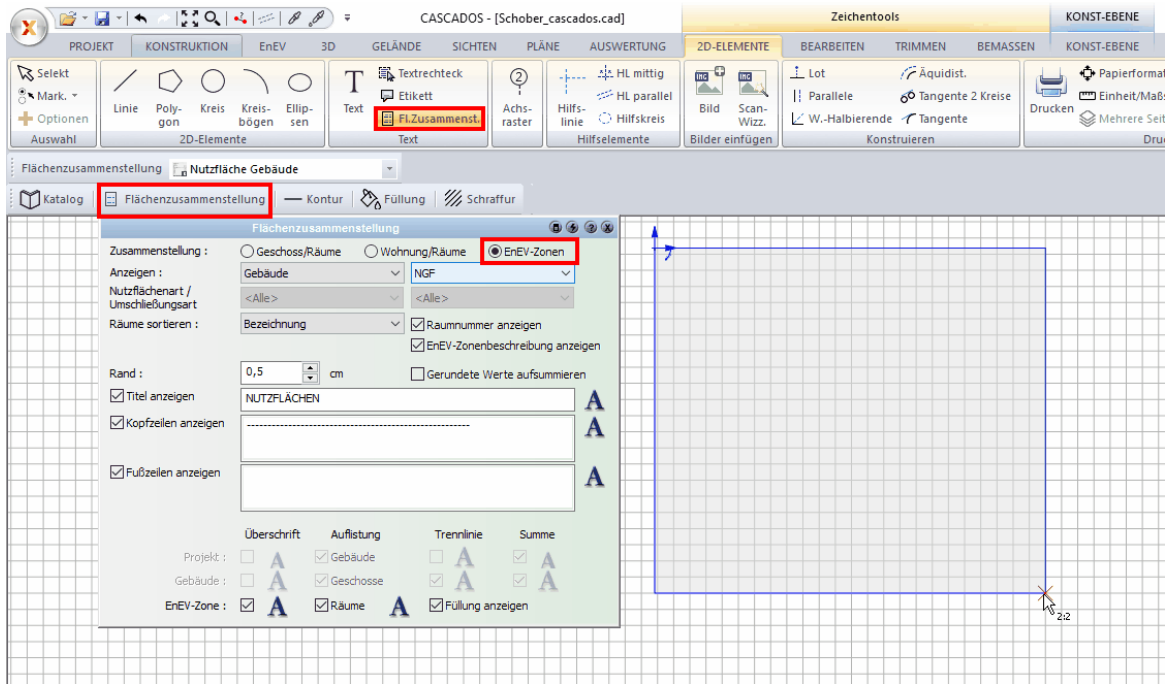 CASCADOS - [Schober_cascados.cad]
Zeichentools
KONST-EBENE
PROJEKT KONSTRUKTION EnEV 3D GELÄNDE SICHTEN PLÄNE AUSWERTUNG 2D-ELEMENTE BEARBEITEN TRIMMEN BEMASSEN KONST-EBENE
Selekt
Mark.
Optionen
Auswahl
Linie
Poly-
gon
Kreis
Kreis-
bögen
Ellip-
sen
2D-Elemente
Text
Textrechteck
Etikett
Fl.Zusammenst.
Text
2
Achs-
raster
Hilfs-
linie
HL mittig
HL parallel
Hilfskreis
Hilfselemente
Bild
Scan-
Wizz.
Bilder einfügen
Lot
Parallele
W.-Halbierende
Äquidist.
Tangente 2 Kreise
Tangente
Konstruieren
Drucken
Papierformat
Einheit/Maß
Mehrere Seit
Dru
Flächenzusammenstellung Nutzfläche Gebäude
Katalog Flächenzusammenstellung Kontur Füllung Schraffur
Flächenzusammenstellung
Zusammenstellung : Geschoss/Räume Wohnung/Räume EnEV-Zonen
Anzeigen : Gebäude NGF
Nutzflächenart /
Umschließungsart
<Alle> <Alle>
Räume sortieren : Bezeichnung Raumnummer anzeigen
EnEV-Zonenbeschreibung anzeigen
Rand : 0,5 cm Gerundete Werte aufsummieren
Titel anzeigen NUTZFLÄCHEN A
Kopfzeilen anzeigen ------------------------------------------------------ A
Fußzeilen anzeigen A
Überschrift Auflistung Trennlinie Summe
Projekt : A Gebäude A A
Gebäude : A Geschosse A A
EnEV-Zone : A Räume A Füllung anzeigen
2:2